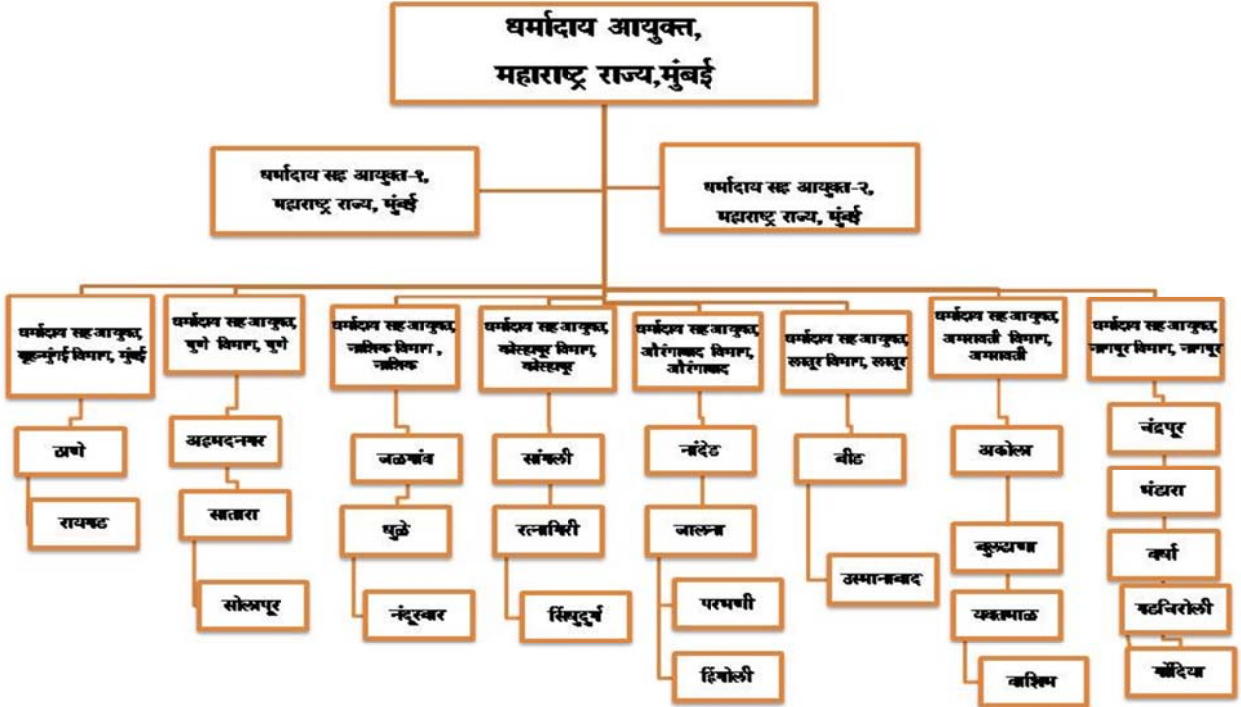 धर्मादाय आयुक्त,
महाराष्ट्र राज्य,मुंबई
धर्मादाय सह आयुक्त-१,
महाराष्ट्र राज्य, मुंबई
धर्मादाय सह आयुक्त-२,
महाराष्ट्र राज्य, मुंबई
धर्मादाय सह आयुक्त,
बृहन्मुंबई विभाग, मुंबई
ठाणे
रायगड
धर्मादाय सह आयुक्त,
पुणे विभाग, पुणे
अहमदनगर
सातारा
सोलापूर
धर्मादाय सह आयुक्त,
नाशिक विभाग ,
नाशिक
जळगांव
धुळे
नंदूरबार
धर्मादाय सह आयुक्त,
कोल्हापूर विभाग,
कोल्हापूर
सांगली
रत्नागिरी
सिंधुदुर्ग
धर्मादाय सह आयुक्त,
औरंगाबाद विभाग,
औरंगाबाद
नांदेड
जालना
परभणी
हिंगोली
धर्मादाय सह आयुक्त,
लातूर विभाग, लातूर
बीड
उस्मानाबाद
धर्मादाय सह आयुक्त,
अमरावती विभाग,
अमरावती
अकोला
बुलढाणा
यवतमाळ
वाशिम
धर्मादाय सह आयुक्त,
नागपूर विभाग, नागपूर
चंद्रपूर
भंडारा
वर्धा
गडचिरोली
गोंदिया